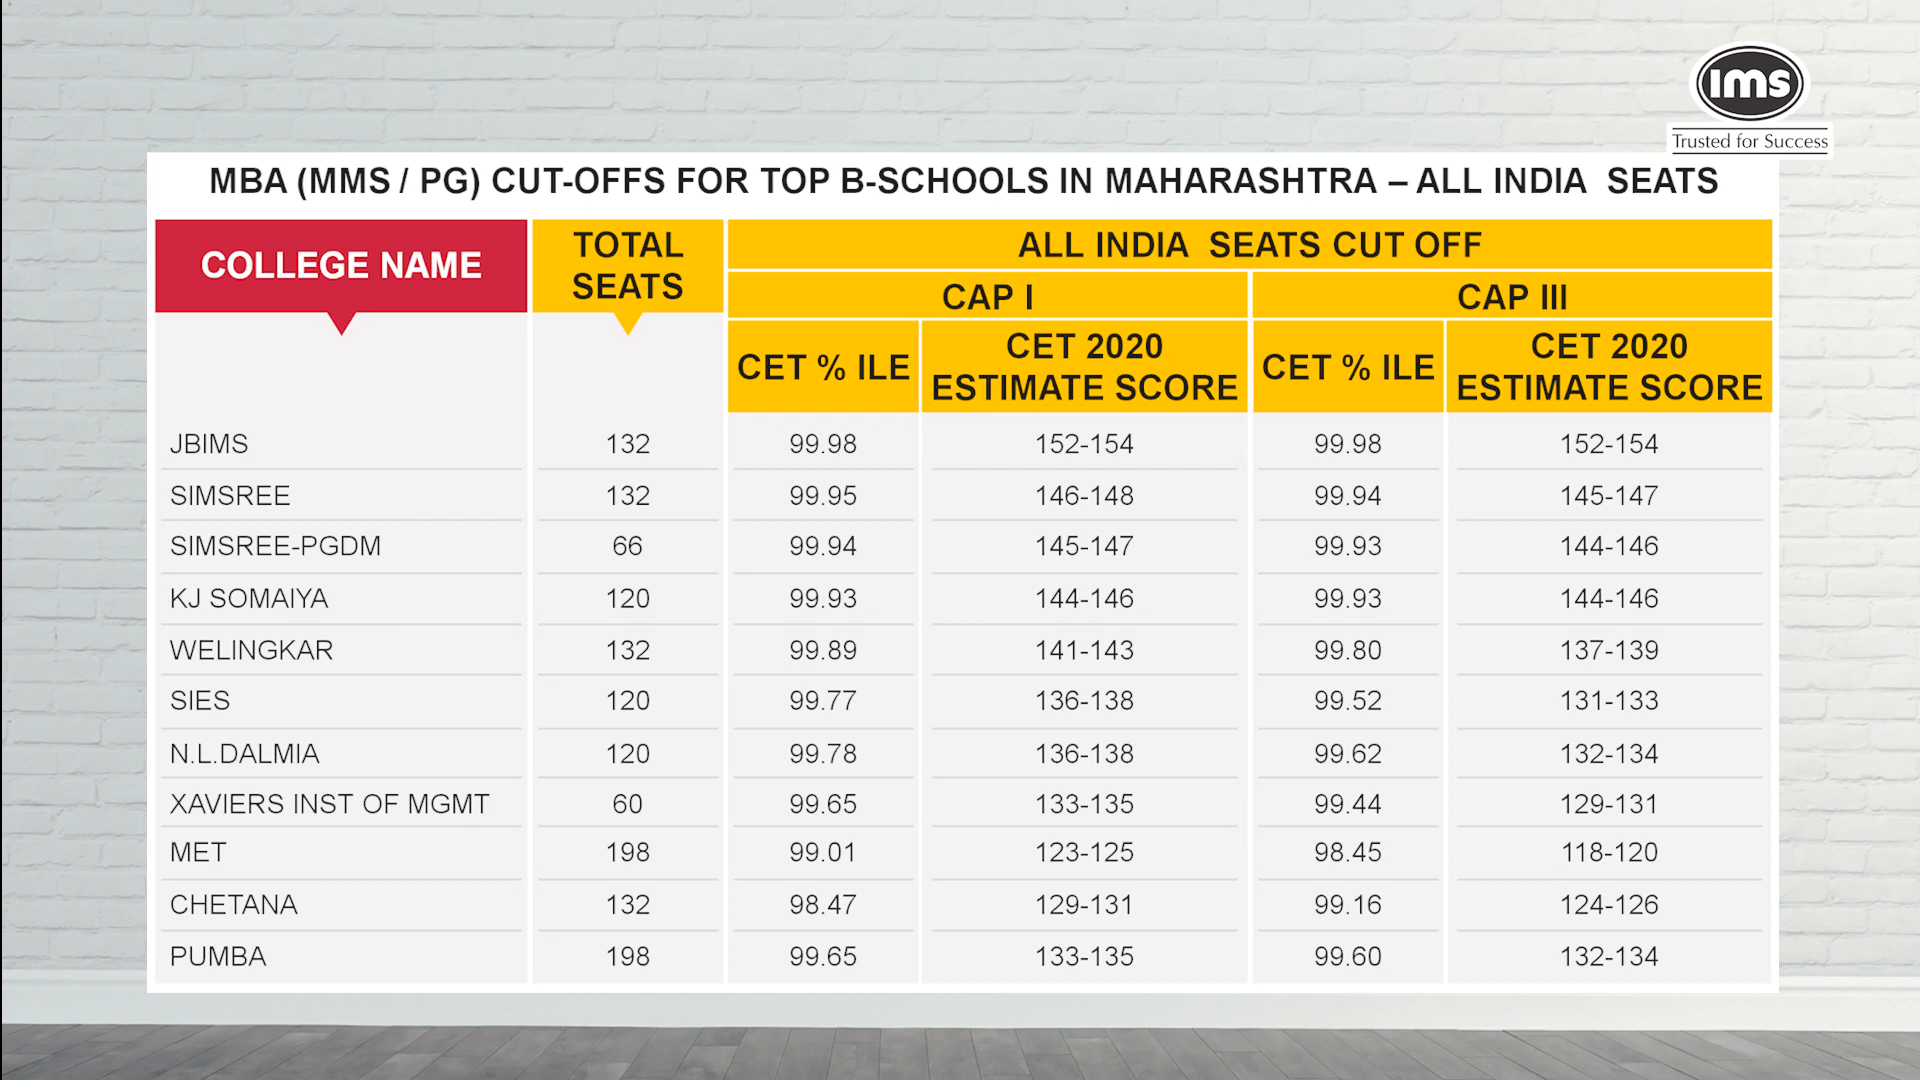 ims
Trusted for Success
MBA (MMS / PG) CUT-OFFS FOR TOP B-SCHOOLS IN MAHARASHTRA – ALL INDIA SEATS
COLLEGE NAME
TOTAL
SEATS
ALL INDIA SEATS CUT OFF
CAP I
CAP III
CET % ILE
CET 2020
ESTIMATE SCORE
CET % ILE
CET 2020
ESTIMATE SCORE
JBIMS 132 99.98 152-154 99.98 152-154
SIMSREE 132 99.95 146-148 99.94 145-147
SIMSREE-PGDM 66 99.94 145-147 99.93 144-146
KJ SOMAIYA 120 99.93 144-146 99.93 144-146
WELINGKAR 132 99.89 141-143 99.80 137-139
SIES 120 99.77 136-138 99.52 131-133
N.L.DALMIA 120 99.78 136-138 99.62 132-134
XAVIERS INST OF MGMT 60 99.65 133-135 99.44 129-131
MET 198 99.01 123-125 98.45 118-120
CHETANA 132 98.47 129-131 99.16 124-126
PUMBA 198 99.65 133-135 99.60 132-134